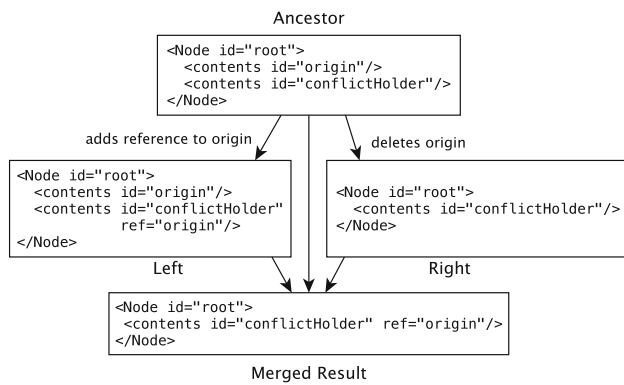 Ancestor
<Node id="root">
<contents id="origin"/>
<contents id="conflictHolder"/>
</Node>
adds reference to origin
deletes origin
<Node id="root">
<contents id="origin"/>
<contents id="conflictHolder"
ref="origin"/>
</Node>
Left
<Node id="root">
<contents id="conflictHolder"/>
</Node>
Right
<Node id="root">
<contents id="conflictHolder" ref="origin"/>
</Node>
Merged Result